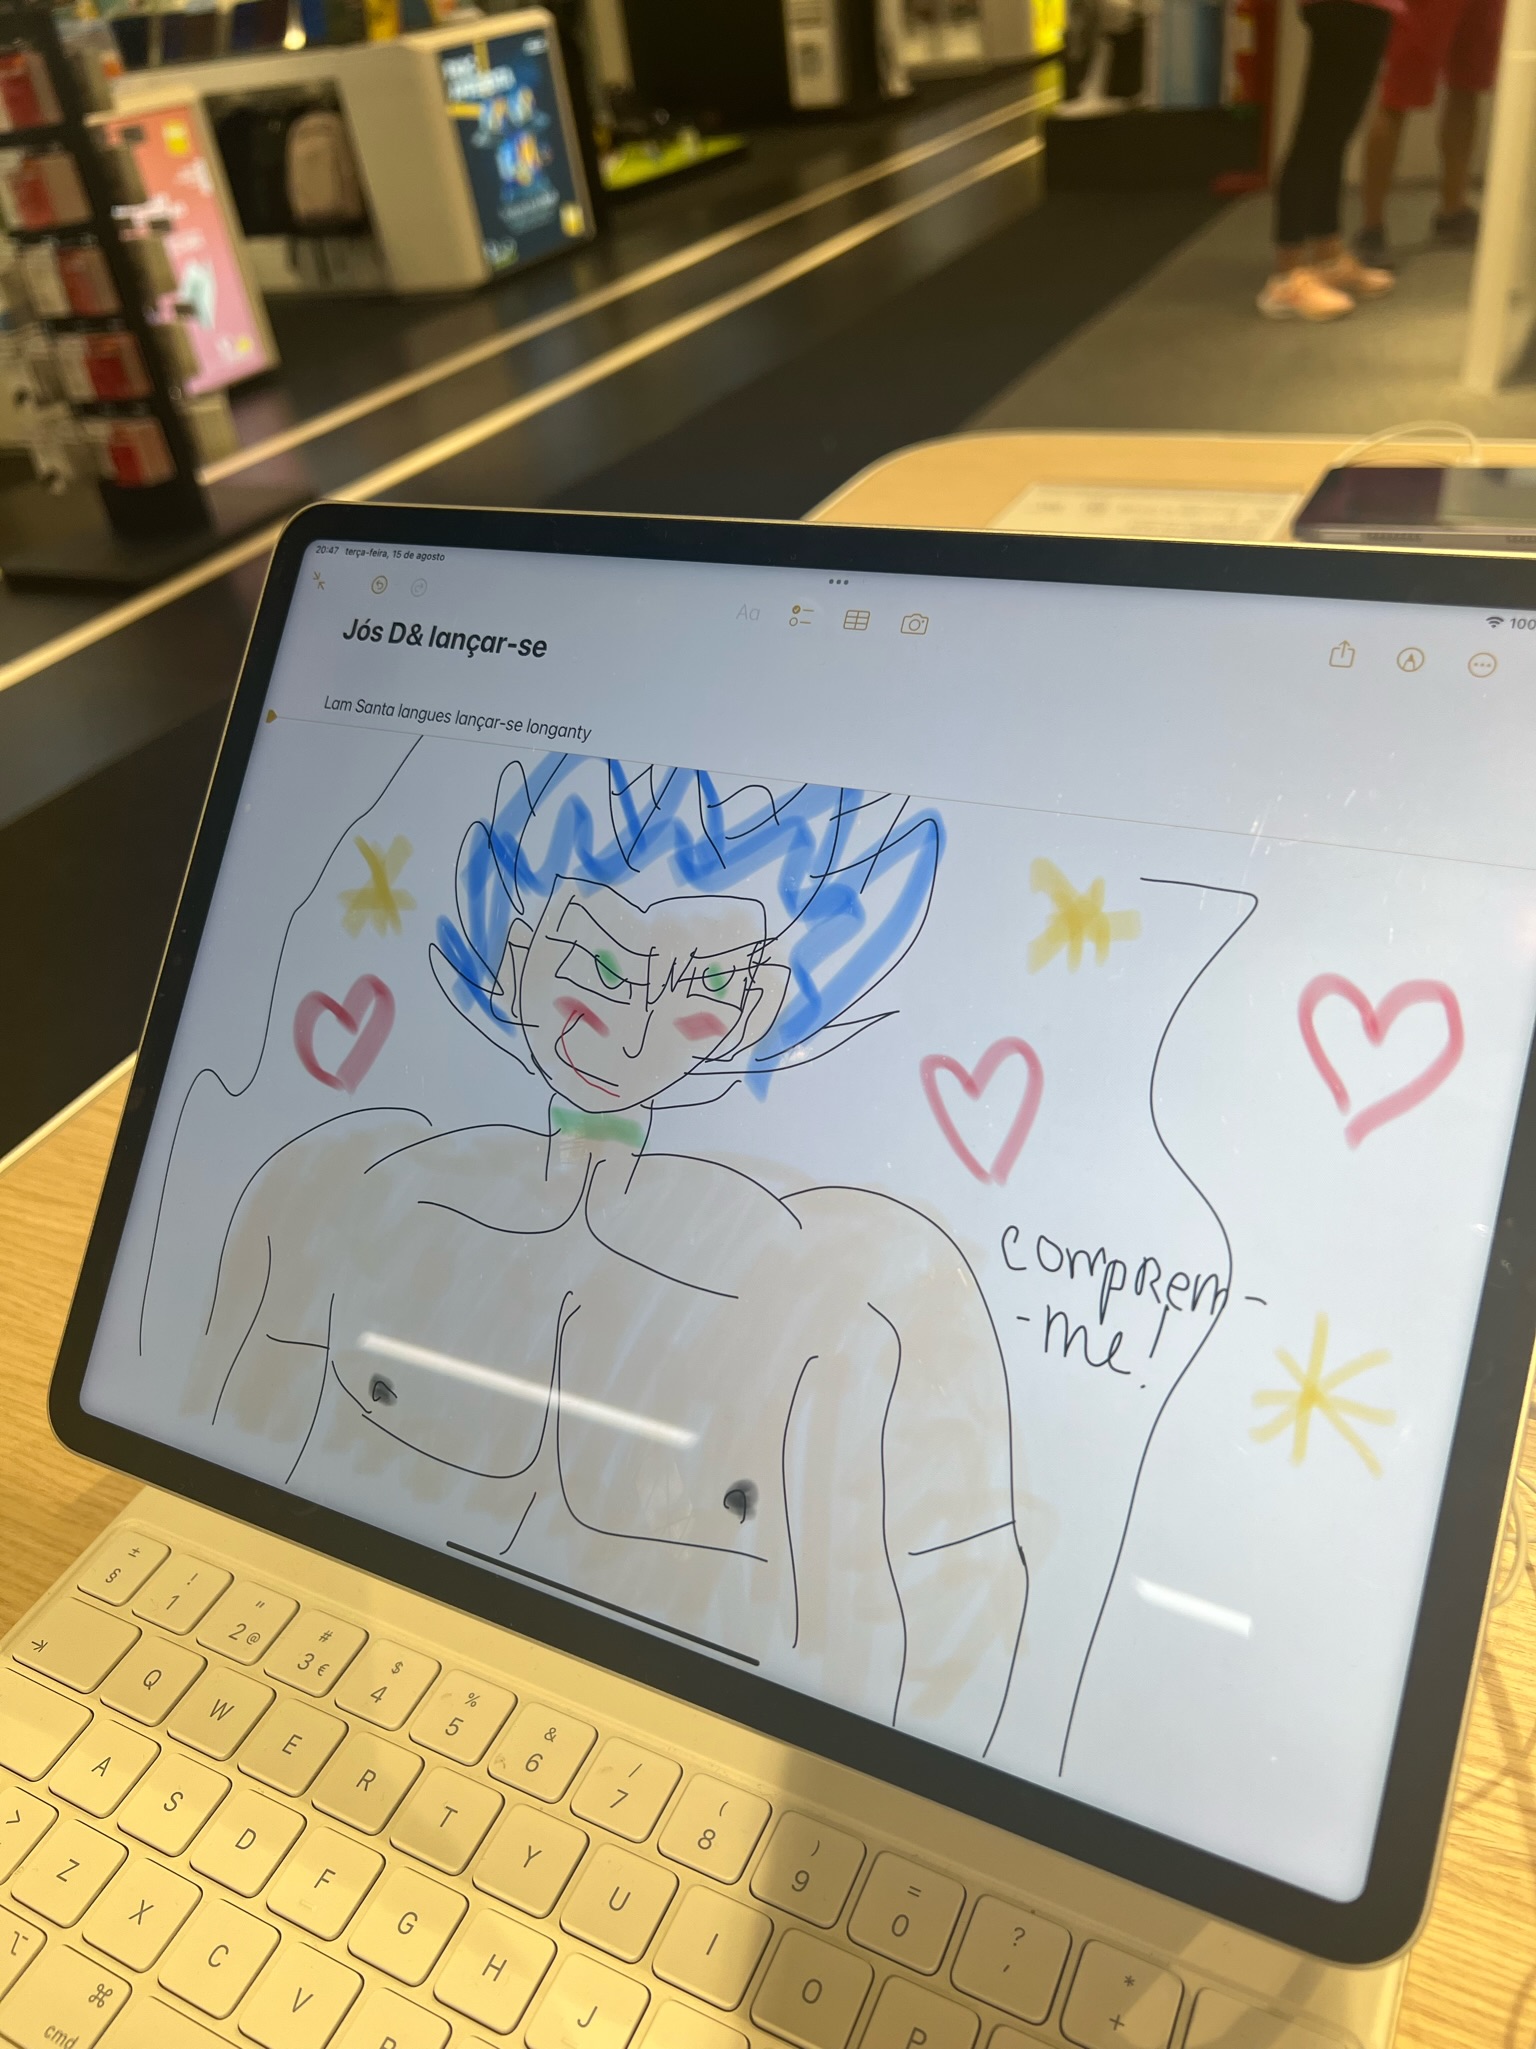 20:47 terça-feira, 15 de agosto
100
Aa
Jós D& lançar-se
Lam Santa langues lançar-se longanty
comprem-
-me!
± § ! 1 " 2 @ # 3 € $ 4 % 5 & 6 / 7 ( 8 ) 9 = 0 ? ' * +
Q W E R T Y U I O P
A S D F G H J
> Z X C V B
⌥ ⌘ cmd